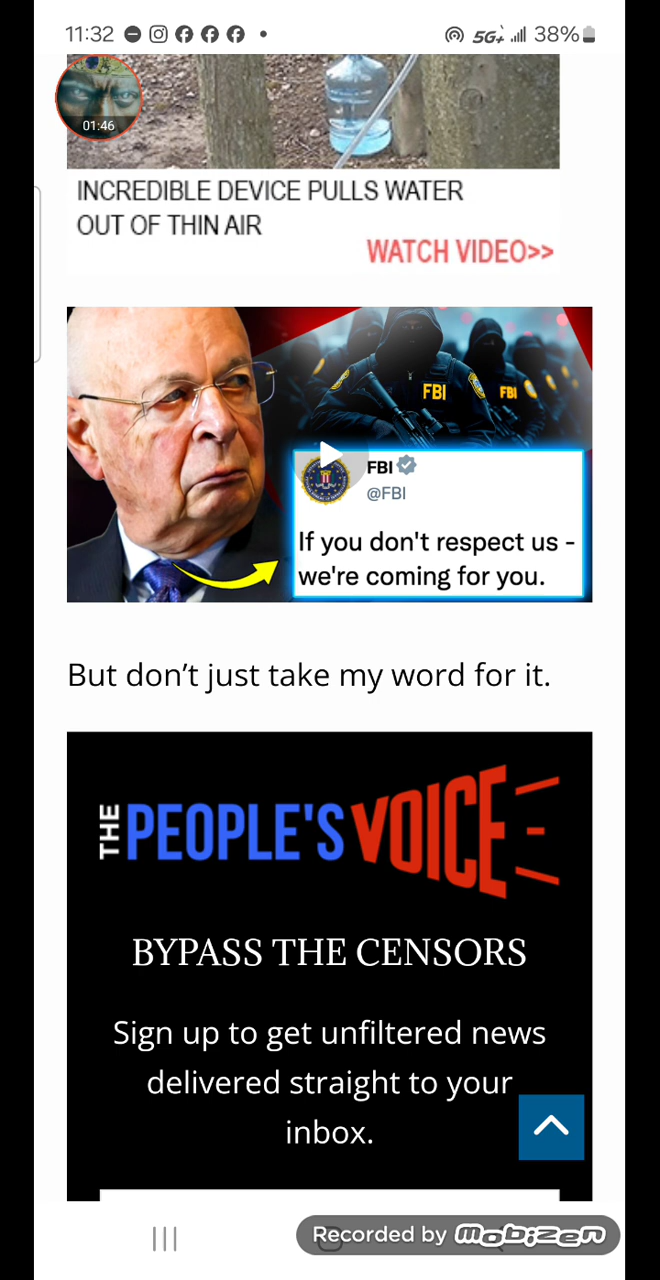 11:32
5G+ 38%
01:46
INCREDIBLE DEVICE PULLS WATER
OUT OF THIN AIR
WATCH VIDEO>>
FBI FBI
FBI
@FBI
If you don't respect us -
we're coming for you.
But don’t just take my word for it.
THE PEOPLE'S VOICE
BYPASS THE CENSORS
Sign up to get unfiltered news
delivered straight to your
inbox.
Recorded by Mobizen